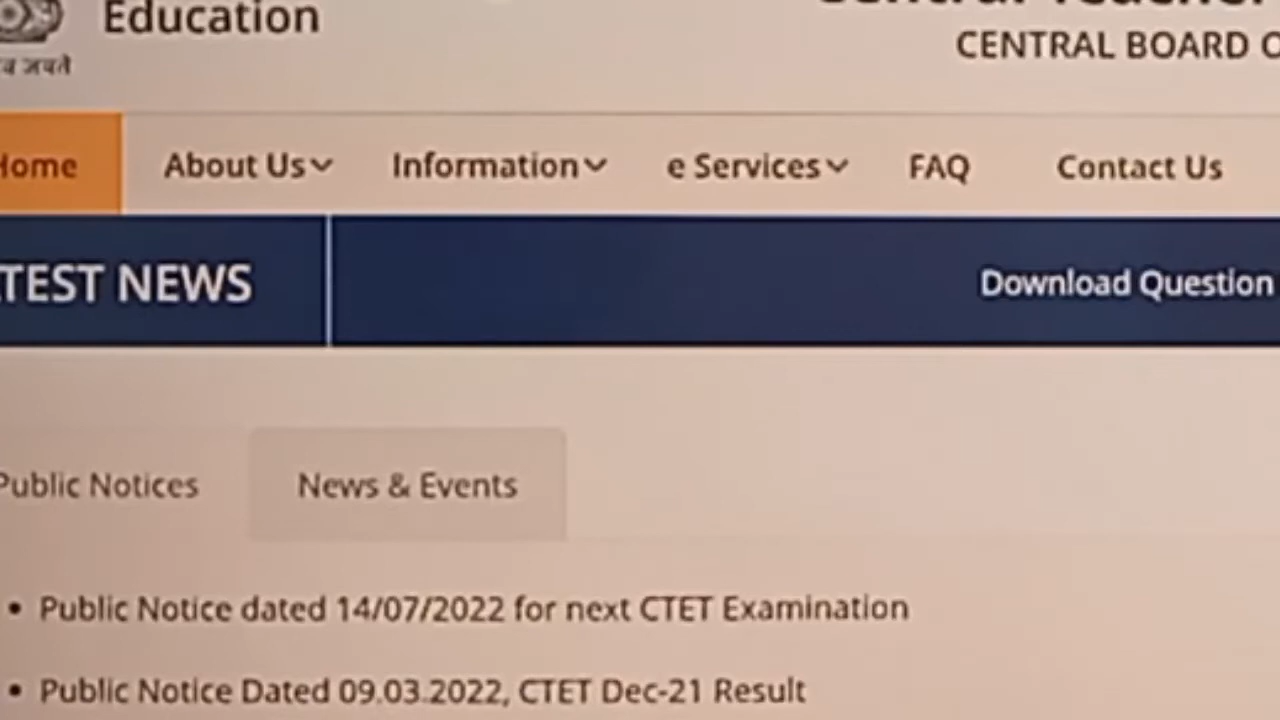 Education
CENTRAL BOARD
Home
About Us
Information
e Services
FAQ
Contact Us
TEST NEWS
Download Question
Public Notices
News & Events
• Public Notice dated 14/07/2022 for next CTET Examination
• Public Notice Dated 09.03.2022, CTET Dec-21 Result